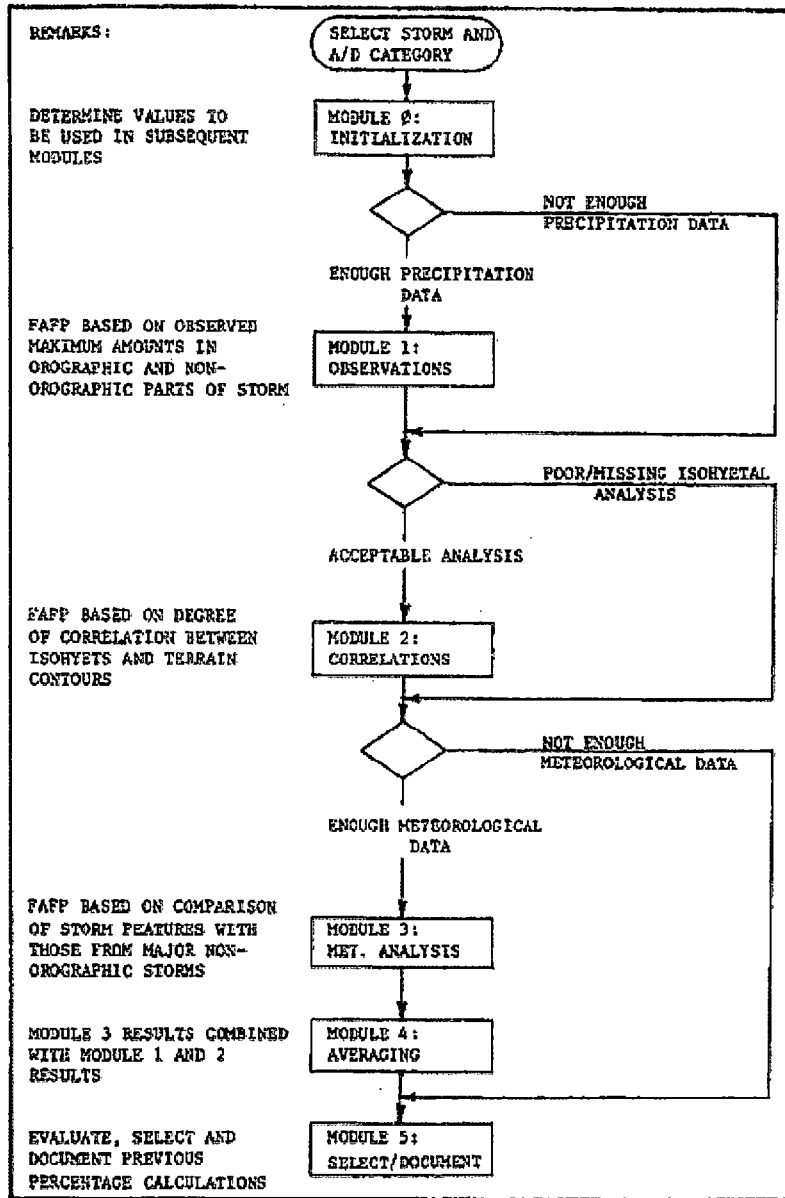 REMARKS:
SELECT STORM AND
A/D CATEGORY
DETERMINE VALUES TO
BE USED IN SUBSEQUENT
MODULES
MODULE Ø:
INITIALIZATION
NOT ENOUGH
PRECIPITATION DATA
ENOUGH PRECIPITATION
DATA
FAFP BASED ON OBSERVED
MAXIMUM AMOUNTS IN
OROGRAPHIC AND NON-
OROGRAPHIC PARTS OF STORM
MODULE 1:
OBSERVATIONS
POOR/MISSING ISOHYETAL
ANALYSIS
ACCEPTABLE ANALYSIS
FAFP BASED ON DEGREE
OF CORRELATION BETWEEN
ISOHYETS AND TERRAIN
CONTOURS
MODULE 2:
CORRELATIONS
NOT ENOUGH
METEOROLOGICAL DATA
ENOUGH METEOROLOGICAL
DATA
FAFP BASED ON COMPARISON
OF STORM FEATURES WITH
THOSE FROM MAJOR NON-
OROGRAPHIC STORMS
MODULE 3:
MET. ANALYSIS
MODULE 3 RESULTS COMBINED
WITH MODULE 1 AND 2
RESULTS
MODULE 4:
AVERAGING
EVALUATE, SELECT AND
DOCUMENT PREVIOUS
PERCENTAGE CALCULATIONS
MODULE 5:
SELECT/DOCUMENT